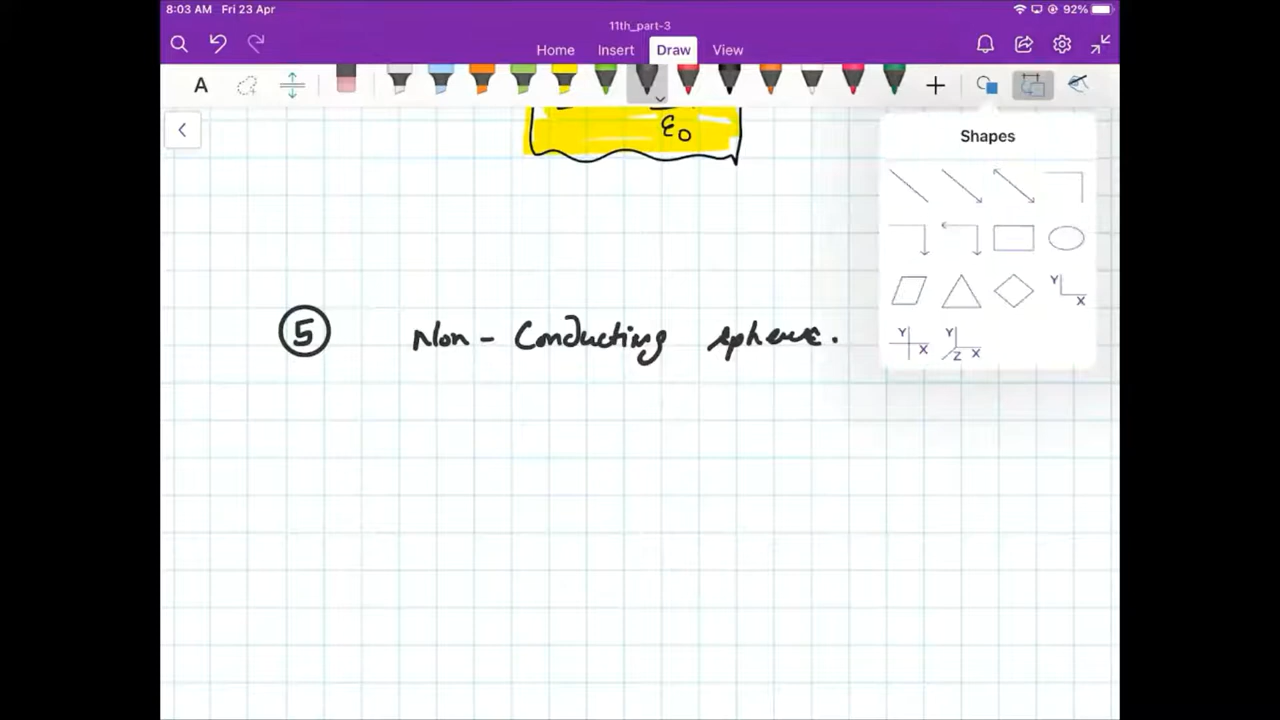 8:03 AM Fri 23 Apr
92%
11th_part-3
Home Insert Draw View
A
Shapes
Y X
Y X
Y Z X
ε0
5 Non - Conducting sphere.